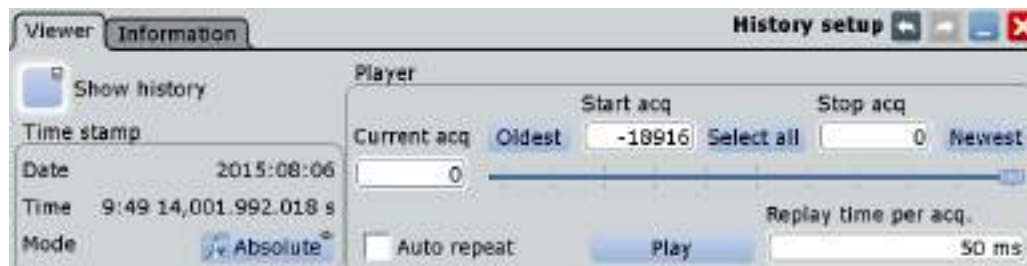 Viewer Information History setup
Show history
Player
Start acq Stop acq
Time stamp
Current acq Oldest -18916 Select all 0 Newest
Date 2015:08:06
0
Time 9:49 14,001.992.018 s
Replay time per acq.
Mode Absolute Auto repeat Play 50 ms